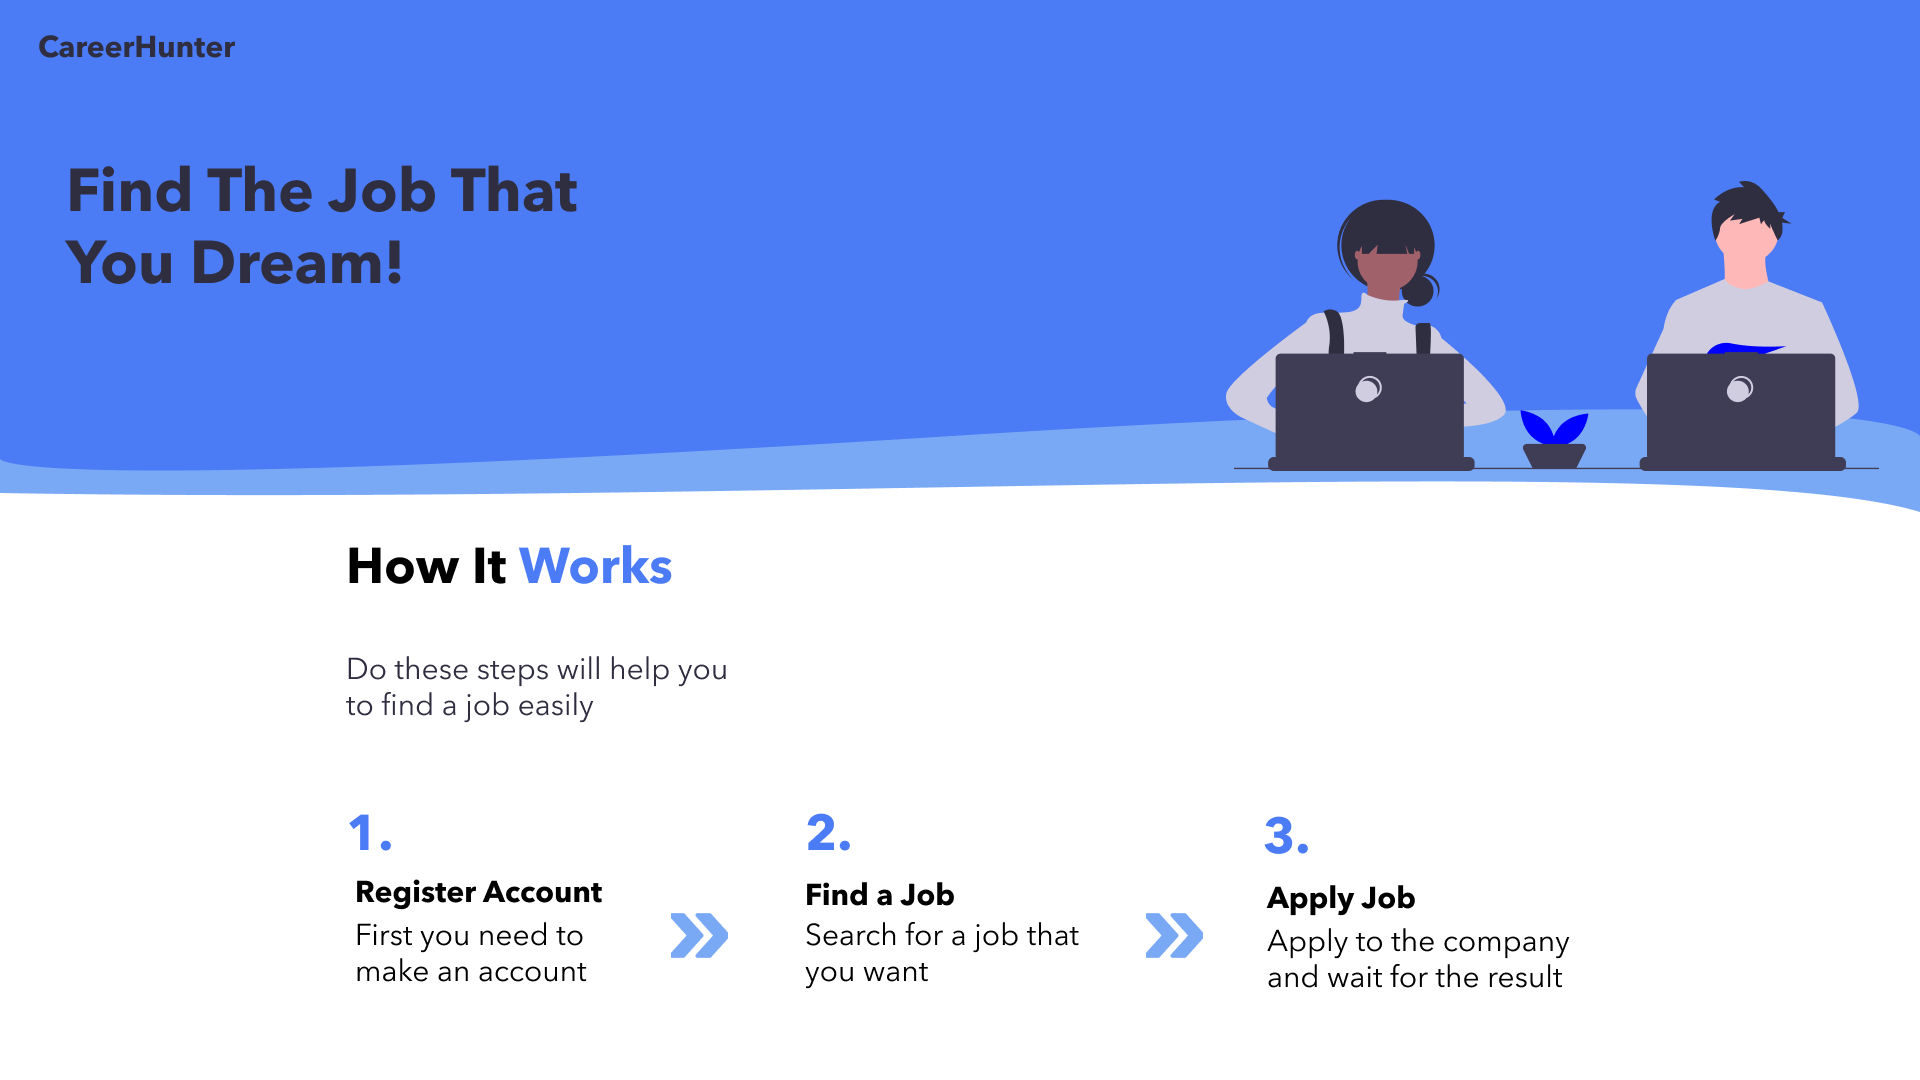 CareerHunter
Find The Job That
You Dream!
How It Works
Do these steps will help you
to find a job easily
1.
Register Account
First you need to
make an account
2.
Find a Job
Search for a job that
you want
3.
Apply Job
Apply to the company
and wait for the result